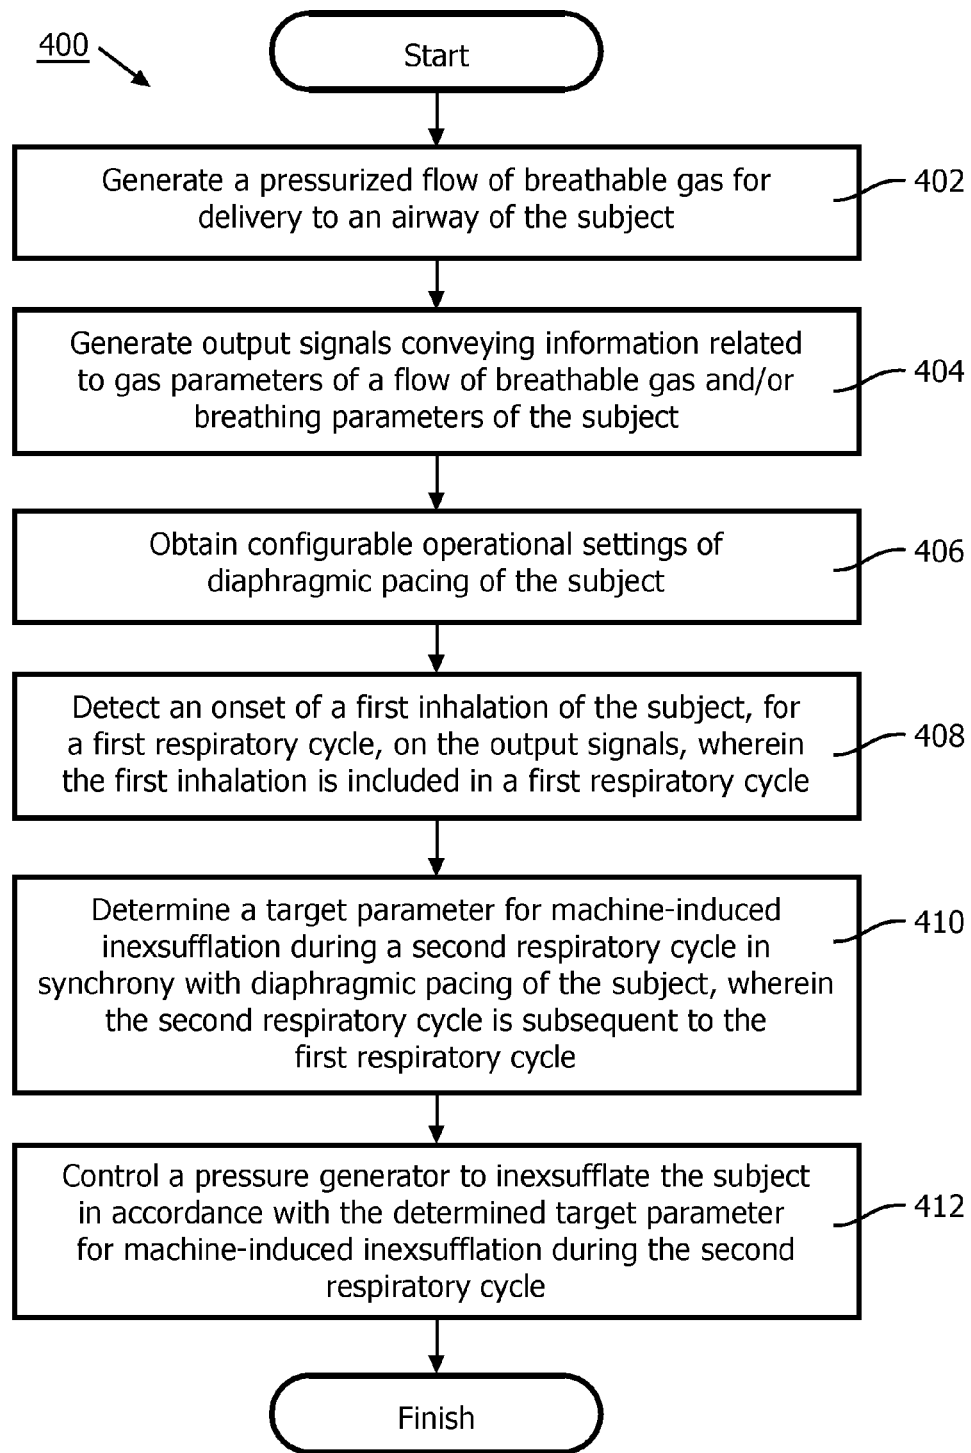 400
Start
Generate a pressurized flow of breathable gas for
delivery to an airway of the subject
402
Generate output signals conveying information related
to gas parameters of a flow of breathable gas and/or
breathing parameters of the subject
404
Obtain configurable operational settings of
diaphragmic pacing of the subject
406
Detect an onset of a first inhalation of the subject, for
a first respiratory cycle, on the output signals, wherein
the first inhalation is included in a first respiratory cycle
408
Determine a target parameter for machine-induced
inexsufflation during a second respiratory cycle in
synchrony with diaphragmic pacing of the subject, wherein
the second respiratory cycle is subsequent to the
first respiratory cycle
410
Control a pressure generator to inexsufflate the subject
in accordance with the determined target parameter
for machine-induced inexsufflation during the second
respiratory cycle
412
Finish